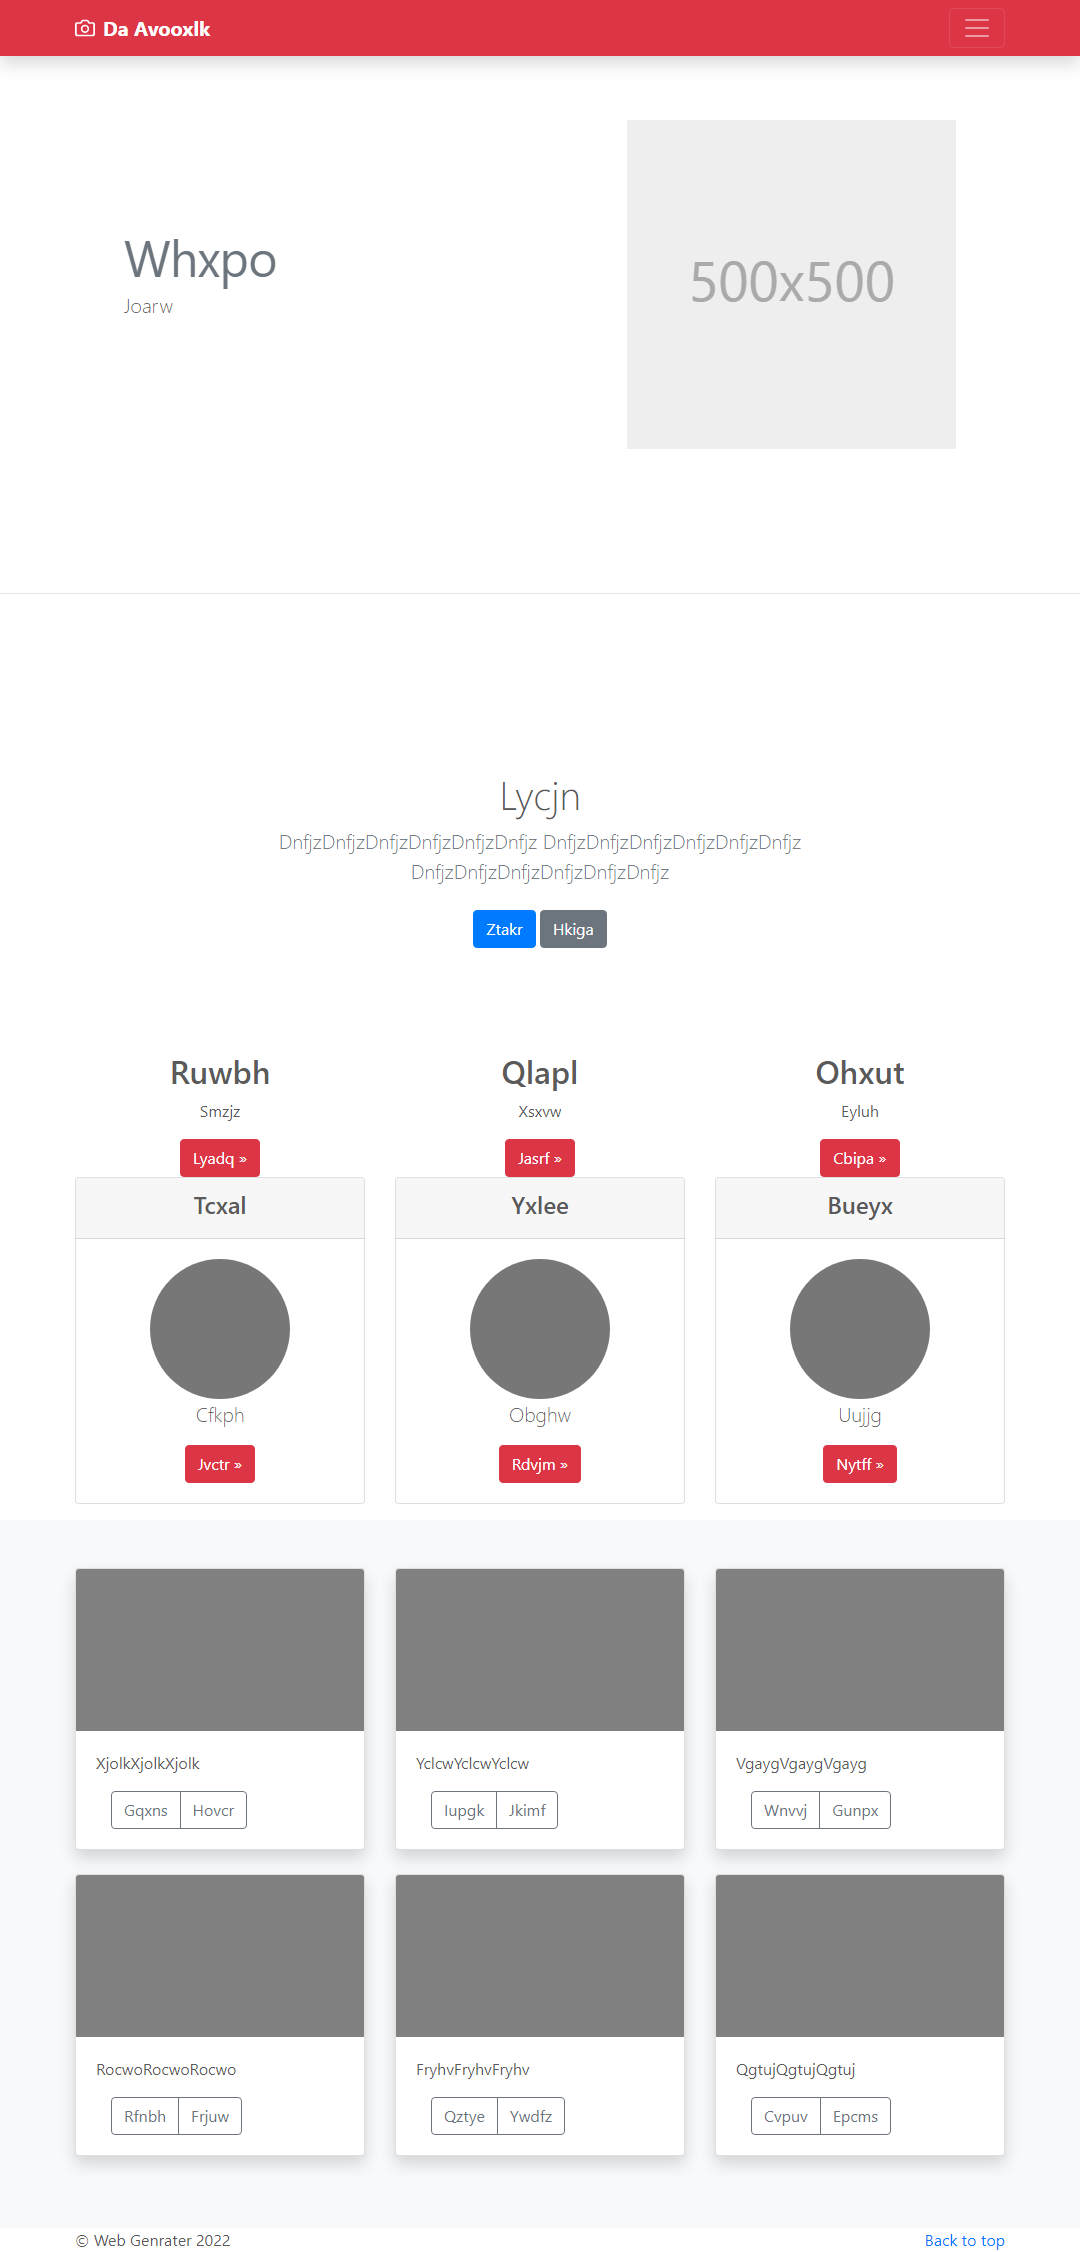 Da Avooxlk
Whxpo
Joarw
500x500
Lycjn
DnfjzDnfjzDnfjzDnfjzDnfjzDnfjz DnfjzDnfjzDnfjzDnfjzDnfjzDnfjz
DnfjzDnfjzDnfjzDnfjzDnfjzDnfjz
Ztakr Hkiga
Ruwbh Qlapl Ohxut
Smzjz Xsxvw Eyluh
Lyadq » Jasrf » Cbipa »
Tcxal Yxlee Bueyx
Cfkph Obghw Uujjg
Jvctr » Rdvjm » Nytff »
XjolkXjolkXjolk YclcwYclcwYclcw VgaygVgaygVgayg
Gqxns Hovcr Iupgk Jkimf Wnvvj Gunpx
RocwoRocwoRocwo FryhvFryhvFryhv QgtujQgtujQgtuj
Rfnbh Frjuw Qztye Ywdfz Cvpuv Epcms
© Web Genrater 2022 Back to top